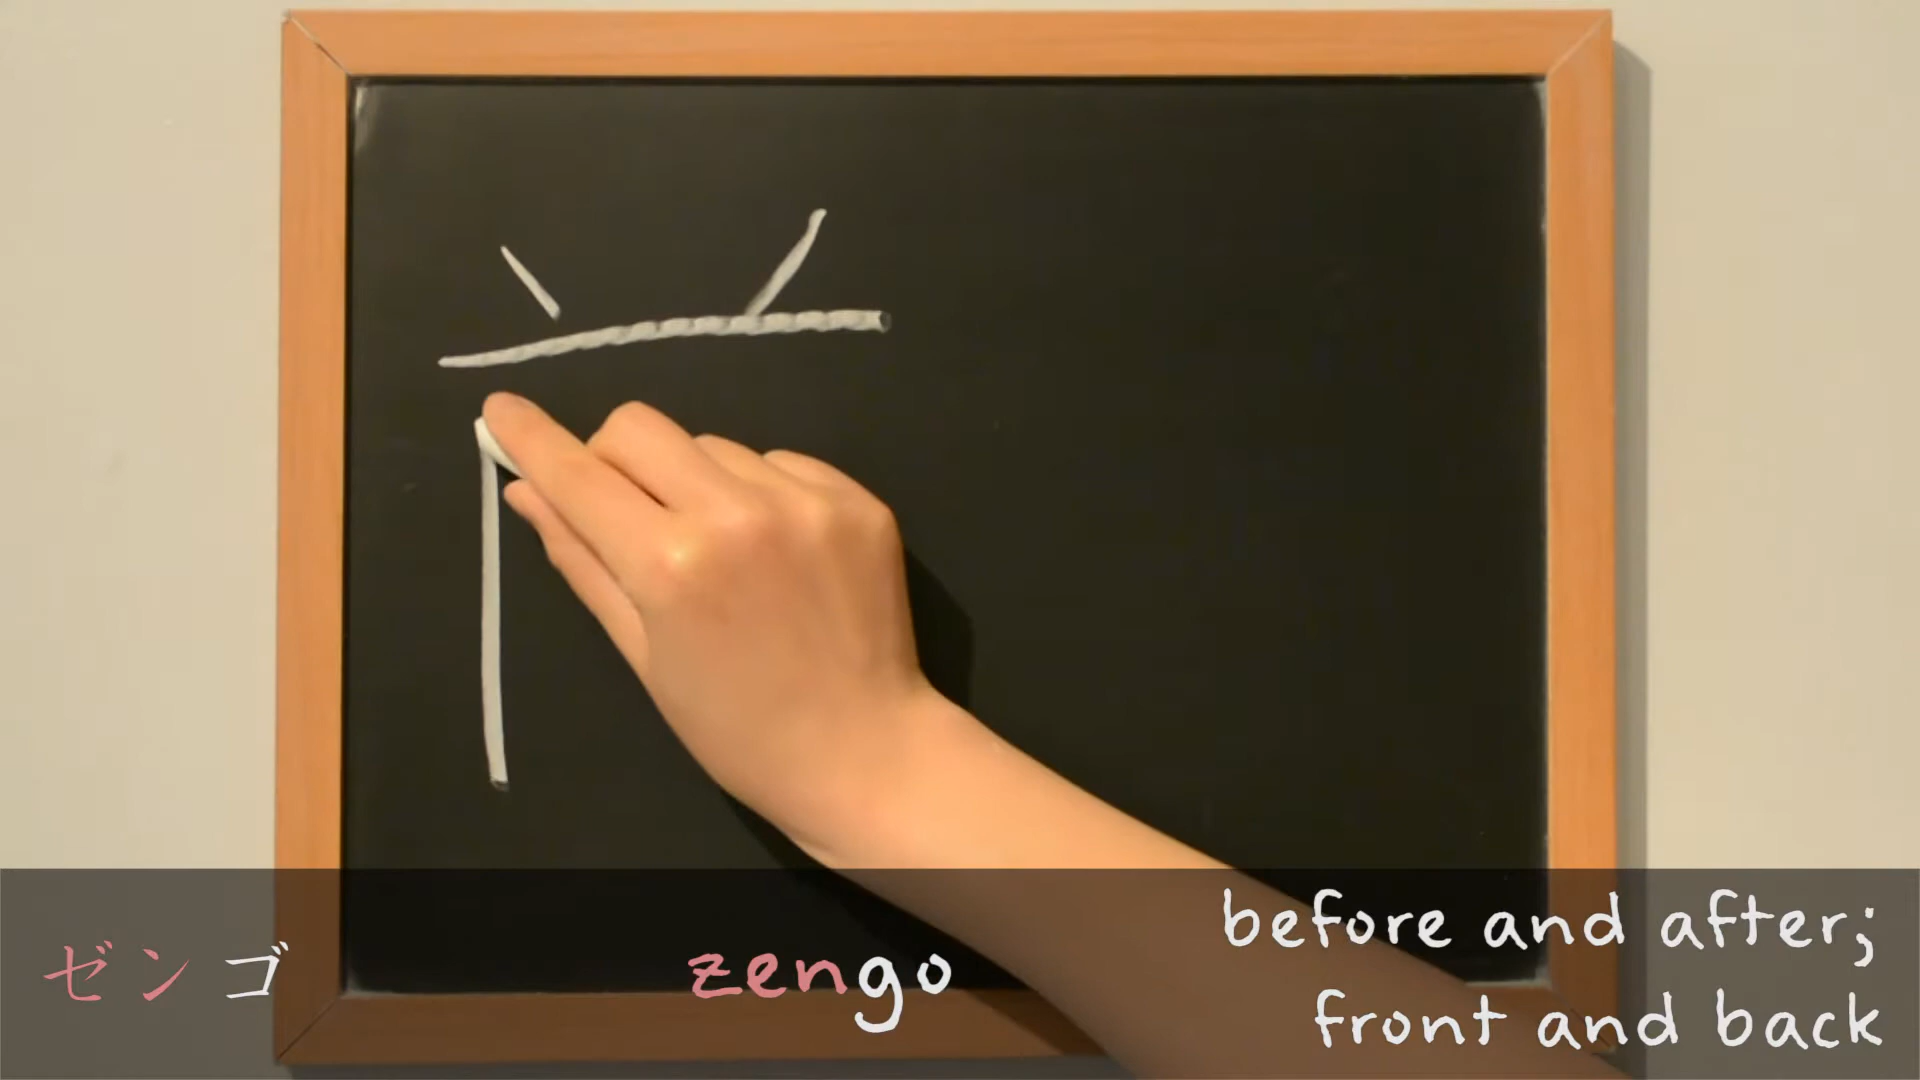 ゼンゴ
zengo
before and after;
front and back